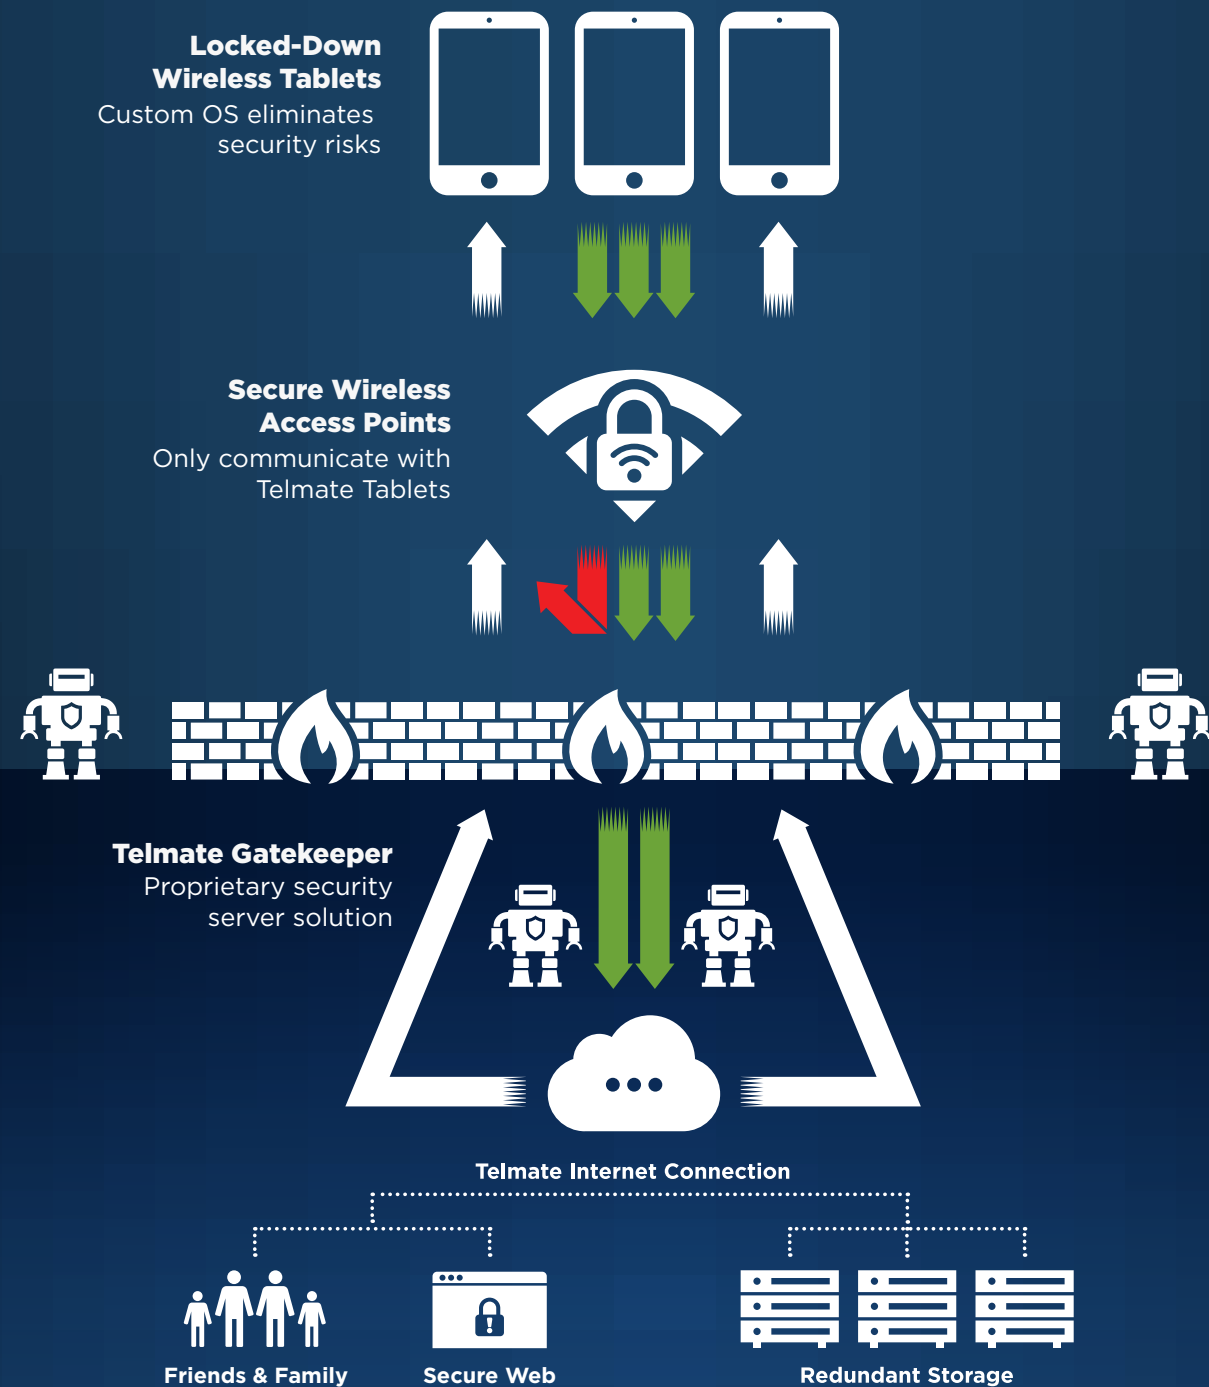 Locked-Down
Wireless Tablets
Custom OS eliminates
security risks
Secure Wireless
Access Points
Only communicate with
Telmate Tablets
Telmate Gatekeeper
Proprietary security
server solution
Telmate Internet Connection
Friends & Family
Secure Web
Redundant Storage